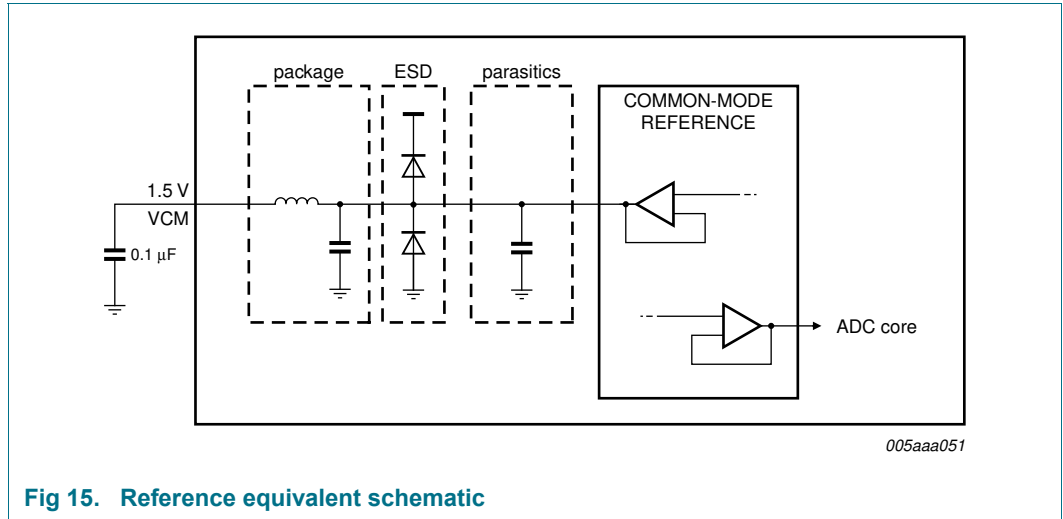 package
ESD
parasitics
COMMON-MODE
REFERENCE
1.5 V
VCM
0.1 μF
ADC core
005aaa051
Fig 15. Reference equivalent schematic